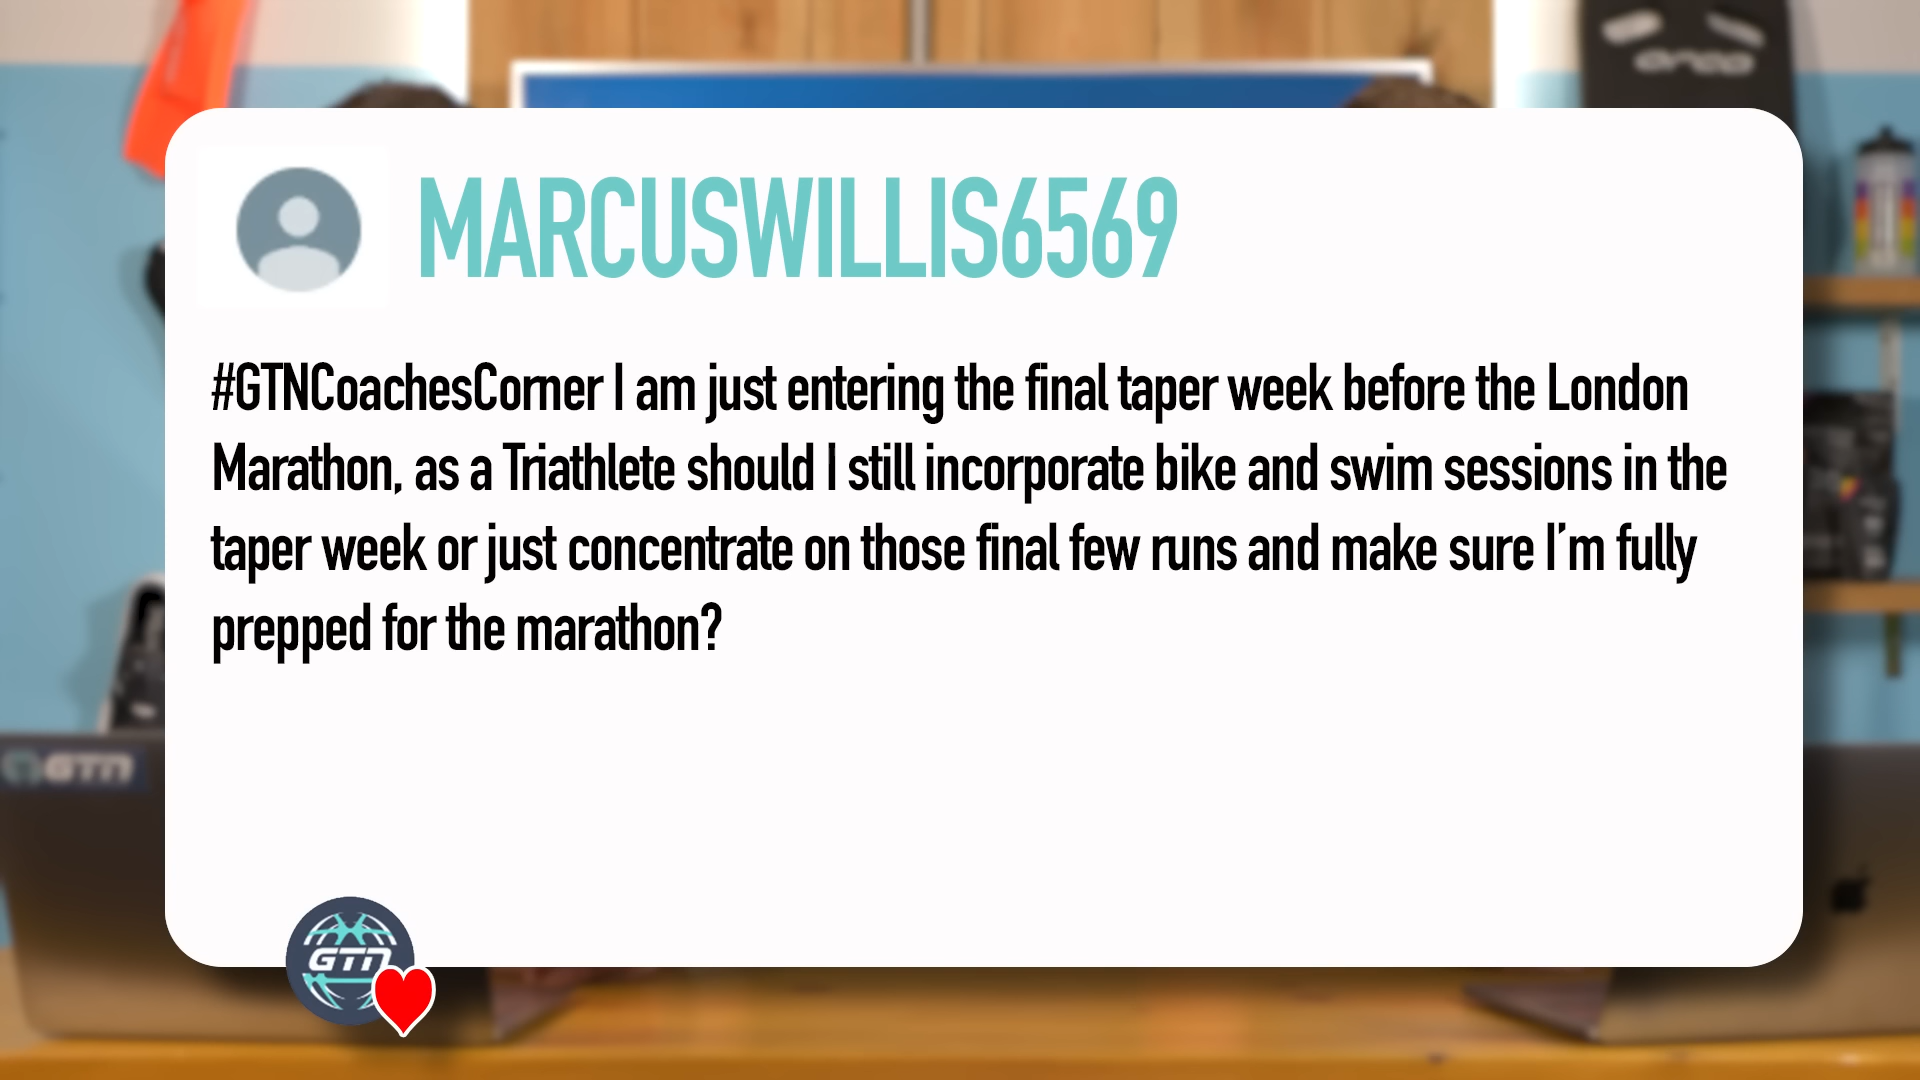 orca
MARCUSWILLIS6569
#GTNCoachesCorner I am just entering the final taper week before the London
Marathon, as a Triathlete should I still incorporate bike and swim sessions in the
taper week or just concentrate on those final few runs and make sure I'm fully
prepped for the marathon?
GTN
GTN